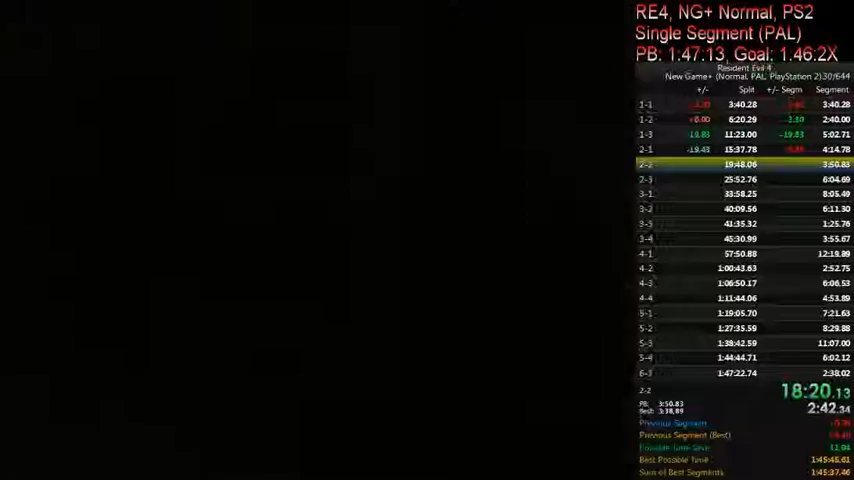 RE4, NG+ Normal, PS2
Single Segment (PAL)
PB: 1:47:13, Goal: 1:46:2X
Resident Evil 4
New Game+ (Normal, PAL, PlayStation 2) 30/644
+/- Split +/- Segm Segment
1-1 3:40.28 3:40.28
1-2 +0.00 6:20.29 -2.30 2:40.00
1-3 -19.83 11:23.00 -19.83 5:02.71
2-1 -19.43 15:37.78 4:14.78
2-2 19:48.06 3:50.83
2-3 25:52.76 6:04.69
3-1 33:58.25 8:05.49
3-2 40:09.56 6:11.30
3-3 41:35.32 1:25.76
3-4 45:30.99 3:55.67
4-1 57:50.88 12:19.89
4-2 1:00:43.63 2:52.75
4-3 1:06:50.17 6:06.53
4-4 1:11:44.06 4:53.89
5-1 1:19:05.70 7:21.63
5-2 1:27:35.59 8:29.88
5-3 1:38:42.59 11:07.00
5-4 1:44:44.71 6:02.12
6-1 1:47:22.74 2:38.02
2-2 18:20.13
PB: 3:50.83
Best: 3:38.89 2:42.34
Previous Segment
Previous Segment (Best)
Possible Time Save 11.94
Best Possible Time 1:45:45.61
Sum of Best Segments 1:45:37.46